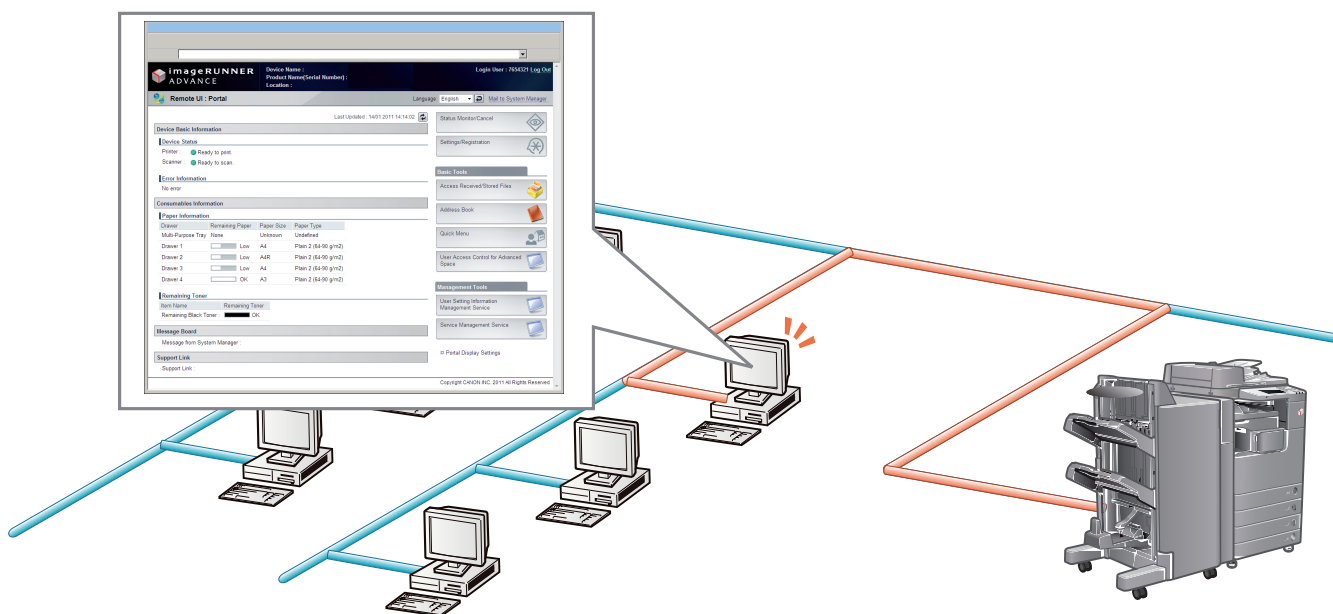 imageRUNNER
ADVANCE
Device Name :
Product Name(Serial Number) :
Location :
Login User : 7654321 Log Out
Remote UI : Portal
Language: English
Mail to System Manager
Last Updated : 14/01 2011 14:14:02
Device Basic Information
Device Status
Printer : Ready to print.
Scanner : Ready to scan.
Error Information
No error.
Consumables Information
Paper Information
Drawer Remaining Paper Paper Size Paper Type
Multi-Purpose Tray None Unknown Undefined
Drawer 1 Low A4 Plain 2 (64-90 g/m2)
Drawer 2 Low A4R Plain 2 (64-90 g/m2)
Drawer 3 Low A4 Plain 2 (64-90 g/m2)
Drawer 4 OK A3 Plain 2 (64-90 g/m2)
Remaining Toner
Item Name Remaining Toner
Remaining Black Toner : OK
Message Board
Message from System Manager :
Support Link
Support Link :
Status Monitor/Cancel
Settings/Registration
Basic Tools
Access Received/Stored Files
Address Book
Quick Menu
User Access Control for Advanced
Space
Management Tools
User Setting Information
Management Service
Service Management Service
Portal Display Settings
Copyright CANON INC. 2011 All Rights Reserved